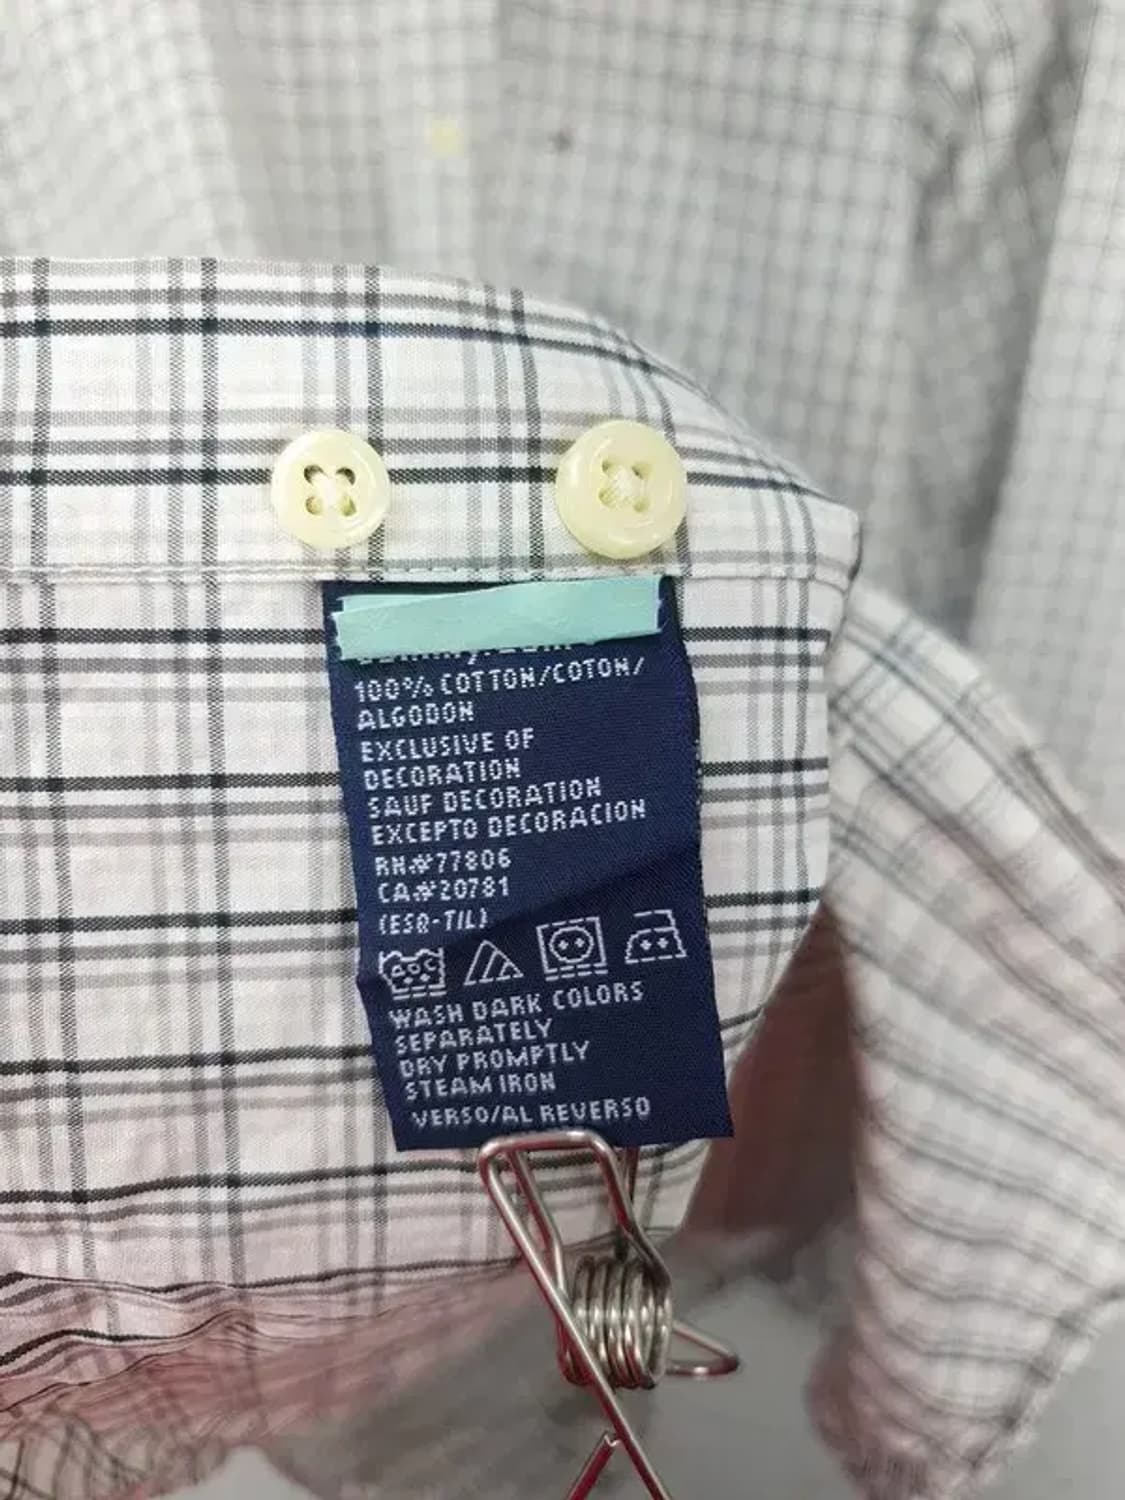 100% COTTON/COTON/
ALGODON
EXCLUSIVE OF
DECORATION
SAUF DECORATION
EXCEPTO DECORACION
RN#77806
CA#20781
(ESQ-TIL)
WASH DARK COLORS
SEPARATELY
DRY PROMPTLY
STEAM IRON
VERSO/AL REVERSO